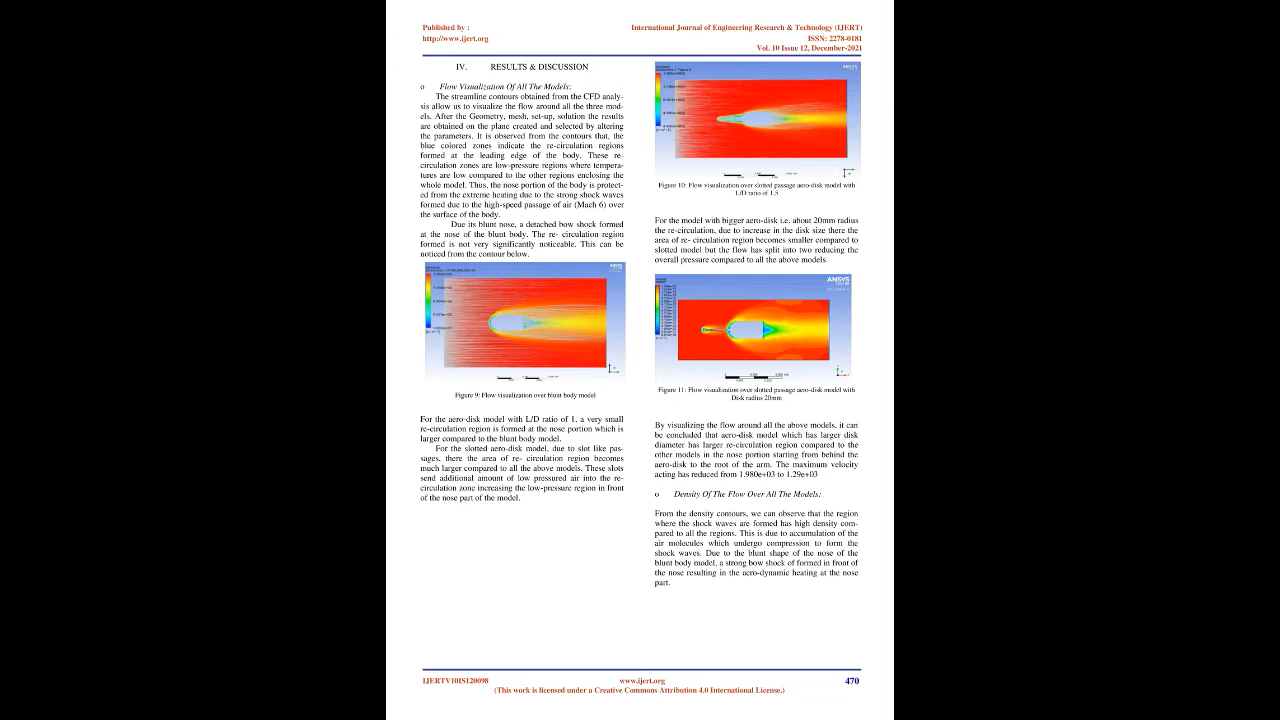 Published by :
International Journal of Engineering Research & Technology (IJERT)
http://www.ijert.org
ISSN: 2278-0181
Vol. 10 Issue 12, December-2021
IV. RESULTS & DISCUSSION
o Flow Visualization Of All The Models:
The streamline contours obtained from the CFD analy-
sis allow us to visualize the flow around all the three mod-
els. After the Geometry, mesh, set-up, solution the results
are obtained on the plane created and selected by altering
the parameters. It is observed from the contours that, the
blue colored zones indicate the re-circulation regions
formed at the leading edge of the body. These re-
circulation zones are low-pressure regions where tempera-
tures are low compared to the other regions enclosing the
whole model. Thus, the nose portion of the body is protect-
ed from the extreme heating due to the strong shock waves
formed due to the high-speed passage of air (Mach 6) over
the surface of the body.
Due its blunt nose, a detached bow shock formed
at the nose of the blunt body. The re- circulation region
formed is not very significantly noticeable. This can be
noticed from the contour below.
ANSYS
Figure 9: Flow visualization over blunt body model
For the aero-disk model with L/D ratio of 1, a very small
re-circulation region is formed at the nose portion which is
larger compared to the blunt body model.
For the slotted aero-disk model, due to slot like pas-
sages, there the area of re- circulation region becomes
much larger compared to all the above models. These slots
send additional amount of low pressured air into the re-
circulation zone increasing the low-pressure region in front
of the nose part of the model.
ANSYS
Figure 10: Flow visualization over slotted passage aero-disk model with
L/D ratio of 1.5
For the model with bigger aero-disk i.e. about 20mm radius
the re-circulation, due to increase in the disk size there the
area of re- circulation region becomes smaller compared to
slotted model but the flow has split into two reducing the
overall pressure compared to all the above models.
ANSYS
Figure 11: Flow visualization over slotted passage aero-disk model with
Disk radius 20mm
By visualizing the flow around all the above models, it can
be concluded that aero-disk model which has larger disk
diameter has larger re-circulation region compared to the
other models in the nose portion starting from behind the
aero-disk to the root of the arm. The maximum velocity
acting has reduced from 1.980e+03 to 1.29e+03
o Density Of The Flow Over All The Models:
From the density contours, we can observe that the region
where the shock waves are formed has high density com-
pared to all the regions. This is due to accumulation of the
air molecules which undergo compression to form the
shock waves. Due to the blunt shape of the nose of the
blunt body model, a strong bow shock of formed in front of
the nose resulting in the aero-dynamic heating at the nose
part.
IJERTV10IS120098
www.ijert.org
470
(This work is licensed under a Creative Commons Attribution 4.0 International License.)